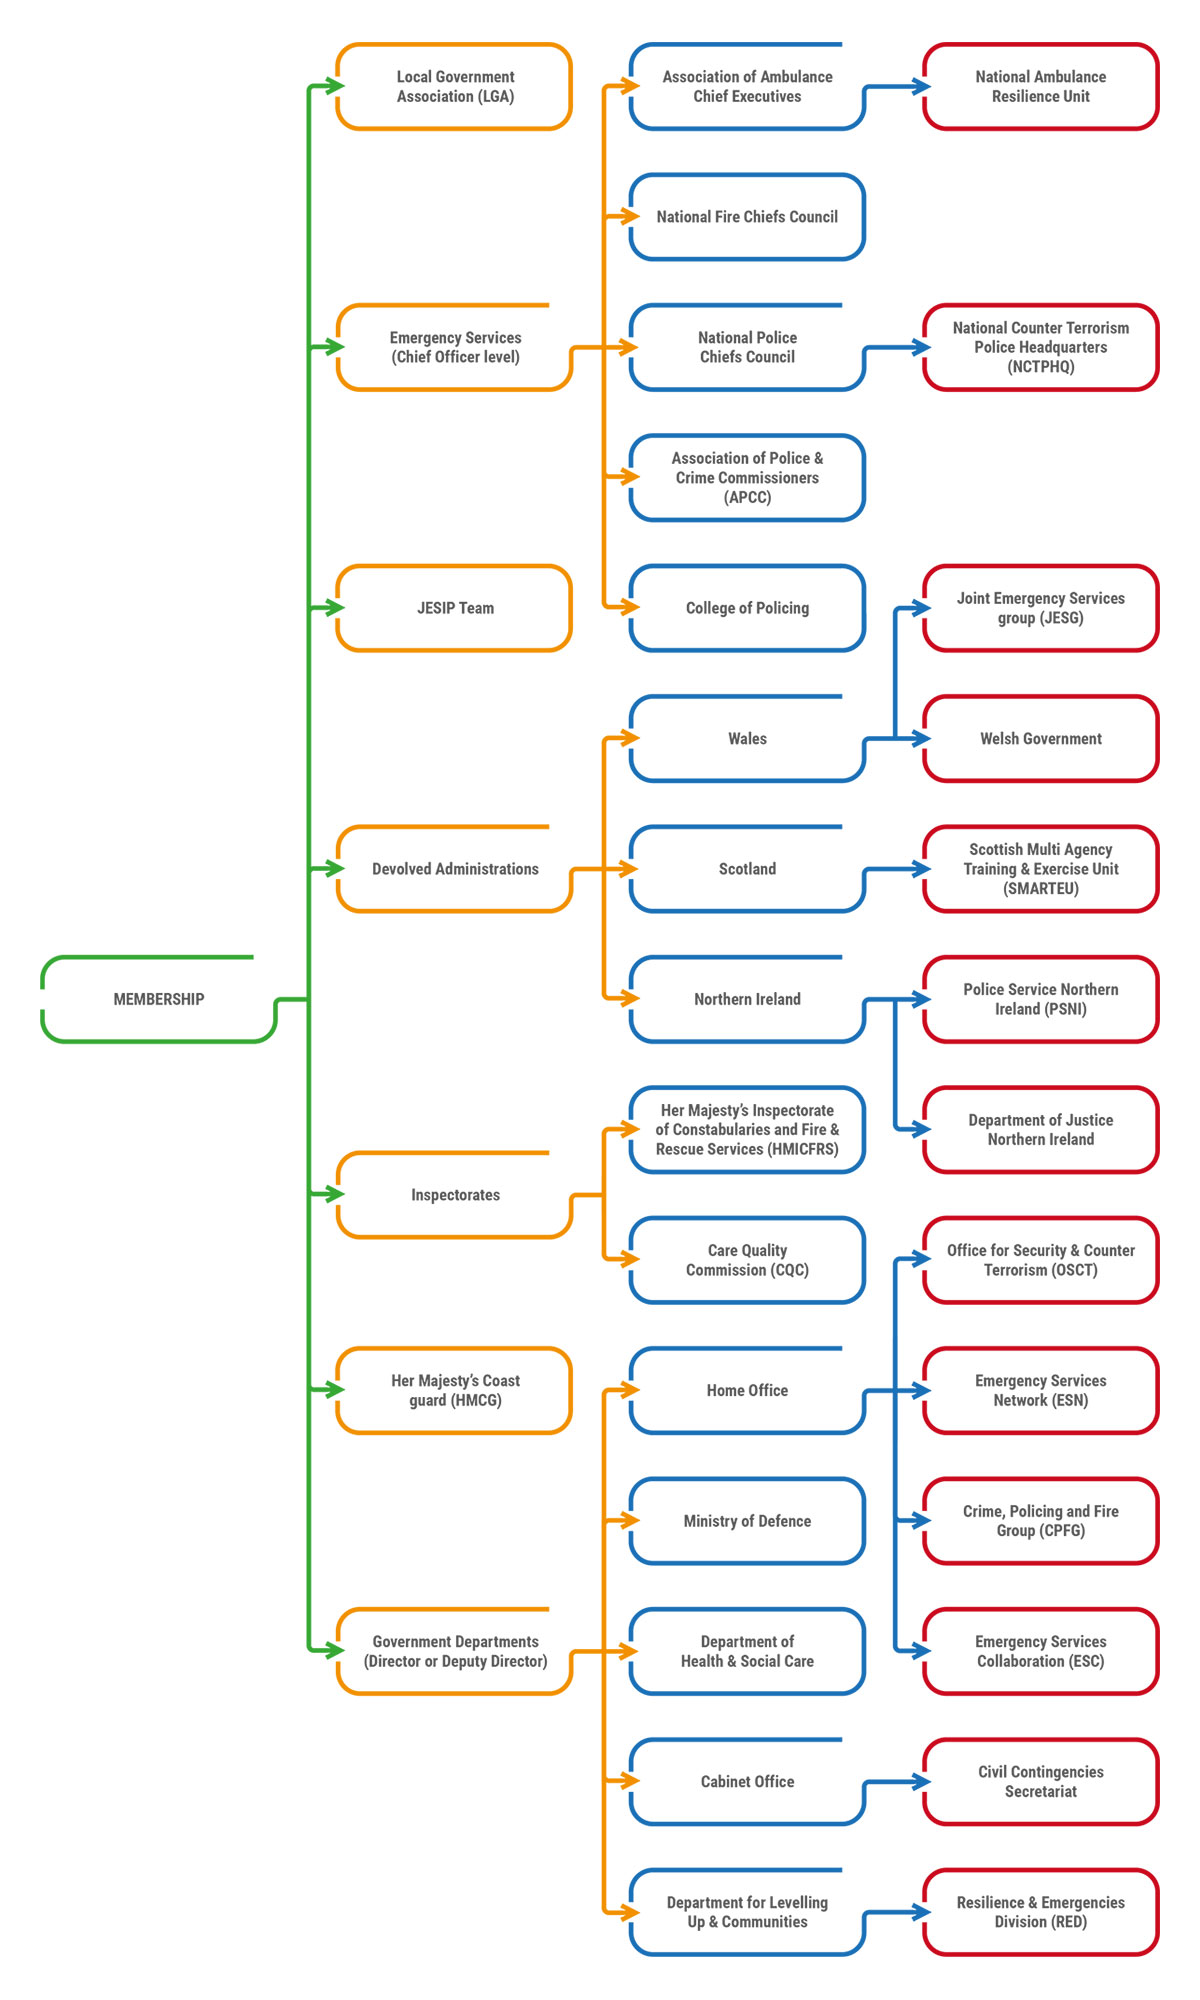 Local Government
Association (LGA)
Association of Ambulance
Chief Executives
National Ambulance
Resilience Unit
National Fire Chiefs Council
Emergency Services
(Chief Officer level)
National Police
Chiefs Council
National Counter Terrorism
Police Headquarters
(NCTPHQ)
Association of Police &
Crime Commissioners
(APCC)
JESIP Team
College of Policing
Joint Emergency Services
group (JESG)
Wales
Welsh Government
Devolved Administrations
Scotland
Scottish Multi Agency
Training & Exercise Unit
(SMARTEU)
MEMBERSHIP
Northern Ireland
Police Service Northern
Ireland (PSNI)
Her Majesty’s Inspectorate
of Constabularies and Fire &
Rescue Services (HMICFRS)
Department of Justice
Northern Ireland
Inspectorates
Care Quality
Commission (CQC)
Office for Security & Counter
Terrorism (OSCT)
Her Majesty’s Coast
guard (HMCG)
Home Office
Emergency Services
Network (ESN)
Ministry of Defence
Crime, Policing and Fire
Group (CPFG)
Government Departments
(Director or Deputy Director)
Department of
Health & Social Care
Emergency Services
Collaboration (ESC)
Cabinet Office
Civil Contingencies
Secretariat
Department for Levelling
Up & Communities
Resilience & Emergencies
Division (RED)